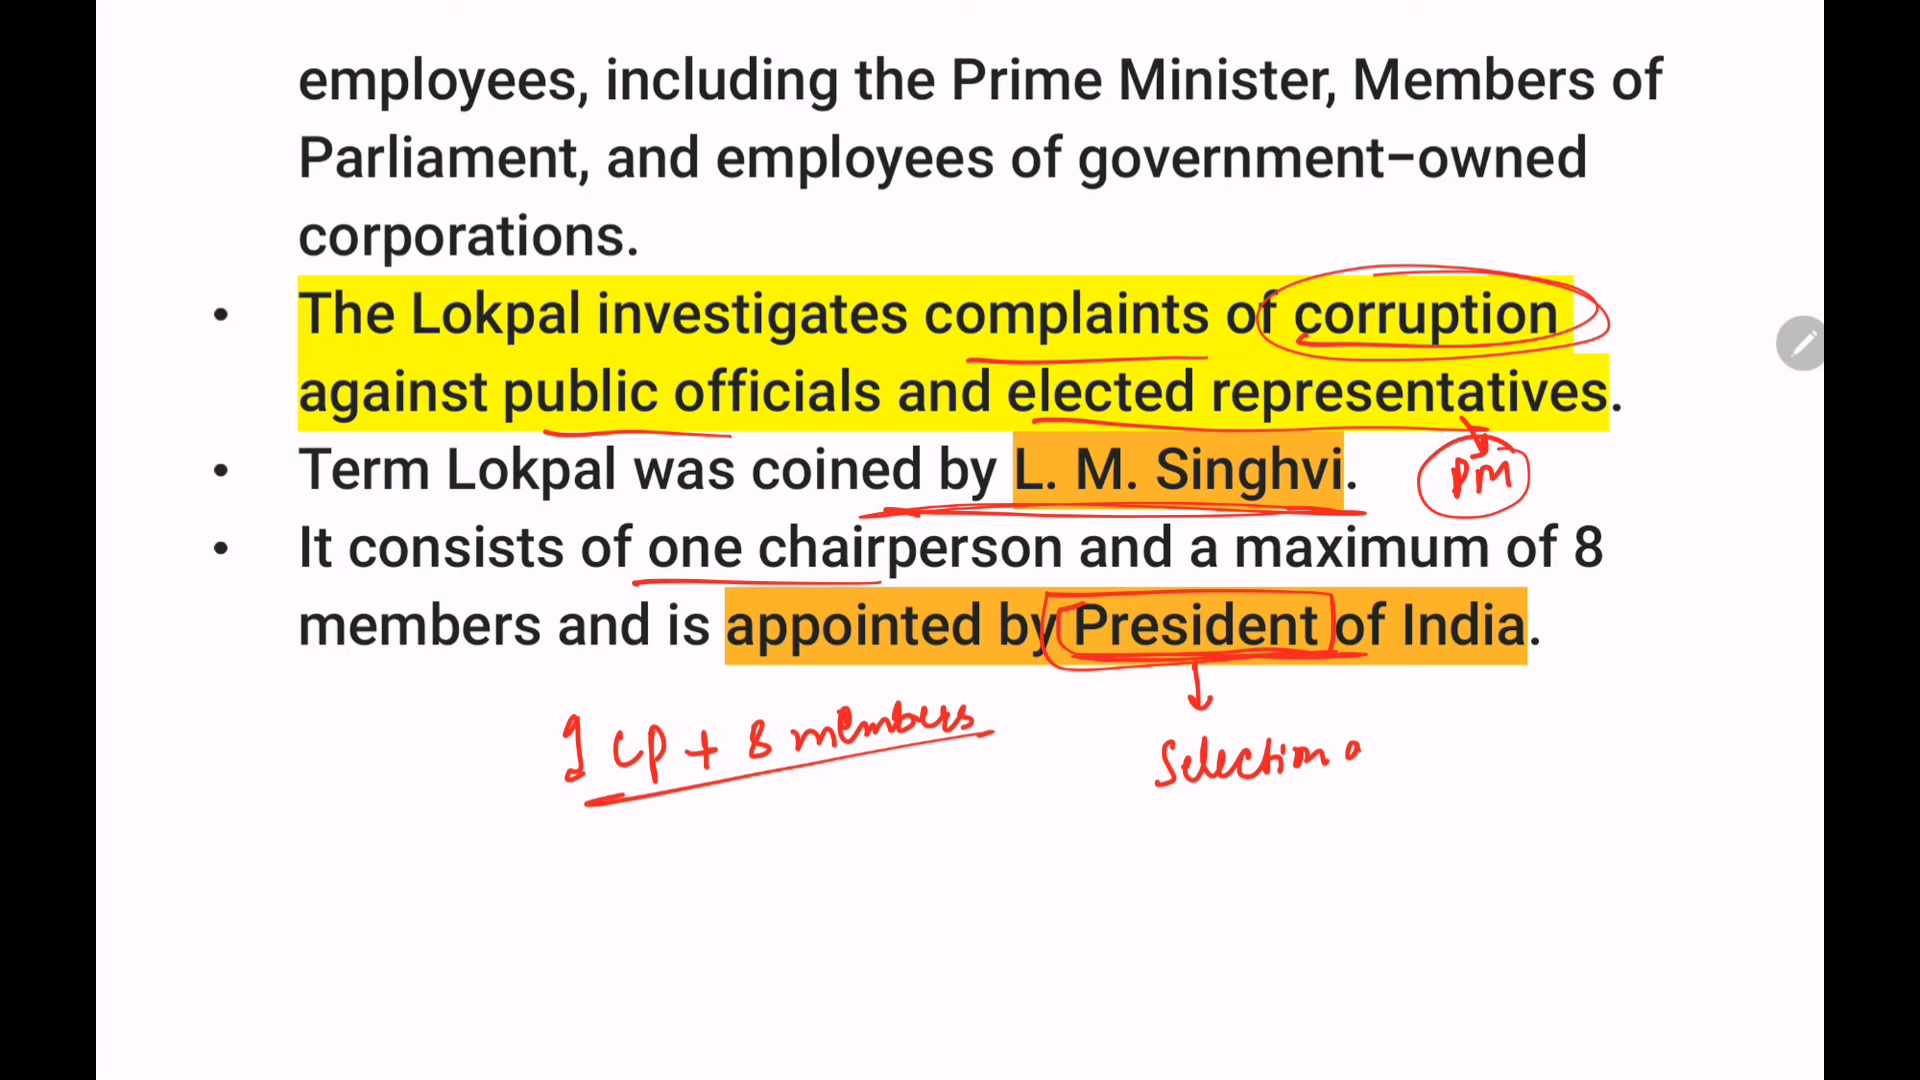 employees, including the Prime Minister, Members of
Parliament, and employees of government-owned
corporations.
• The Lokpal investigates complaints of corruption
against public officials and elected representatives.
• Term Lokpal was coined by L. M. Singhvi.
PM
• It consists of one chairperson and a maximum of 8
members and is appointed by President of India.
1 CP + 8 members
Selection